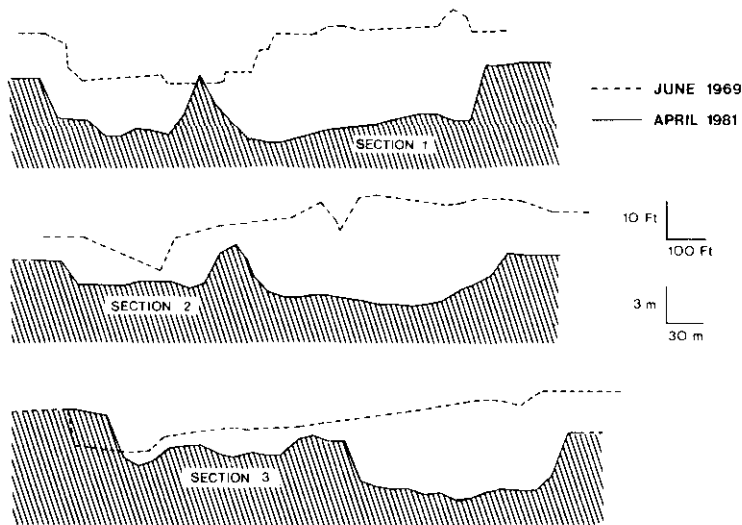 JUNE 1969
APRIL 1981
SECTION 1
10 Ft
100 Ft
SECTION 2
3 m
30 m
SECTION 3